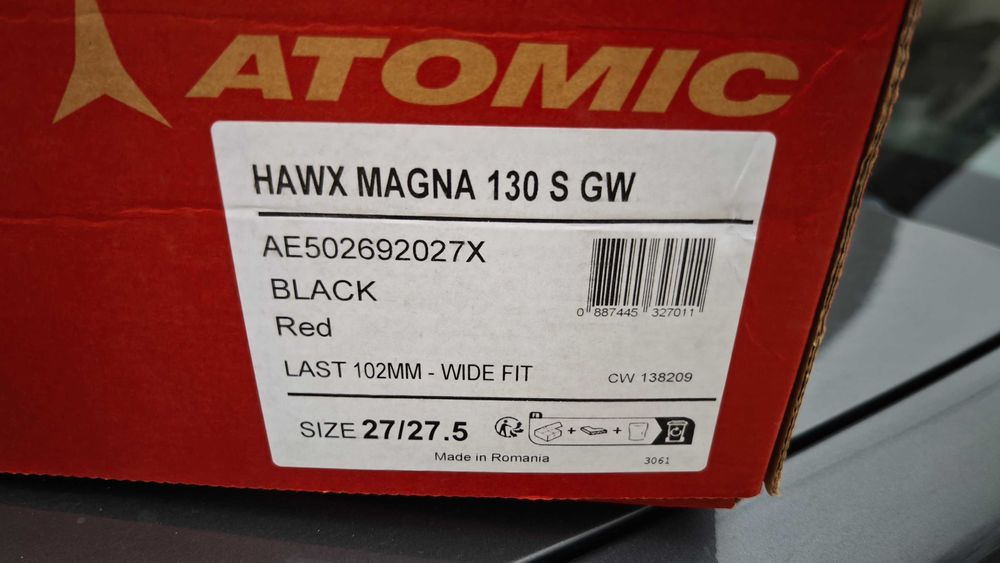 ATOMIC
HAWX MAGNA 130 S GW
AE502692027X
BLACK
Red
0 887445 327011
LAST 102MM - WIDE FIT
CW 138209
SIZE 27/27.5
FR
+ +
Made in Romania
3061